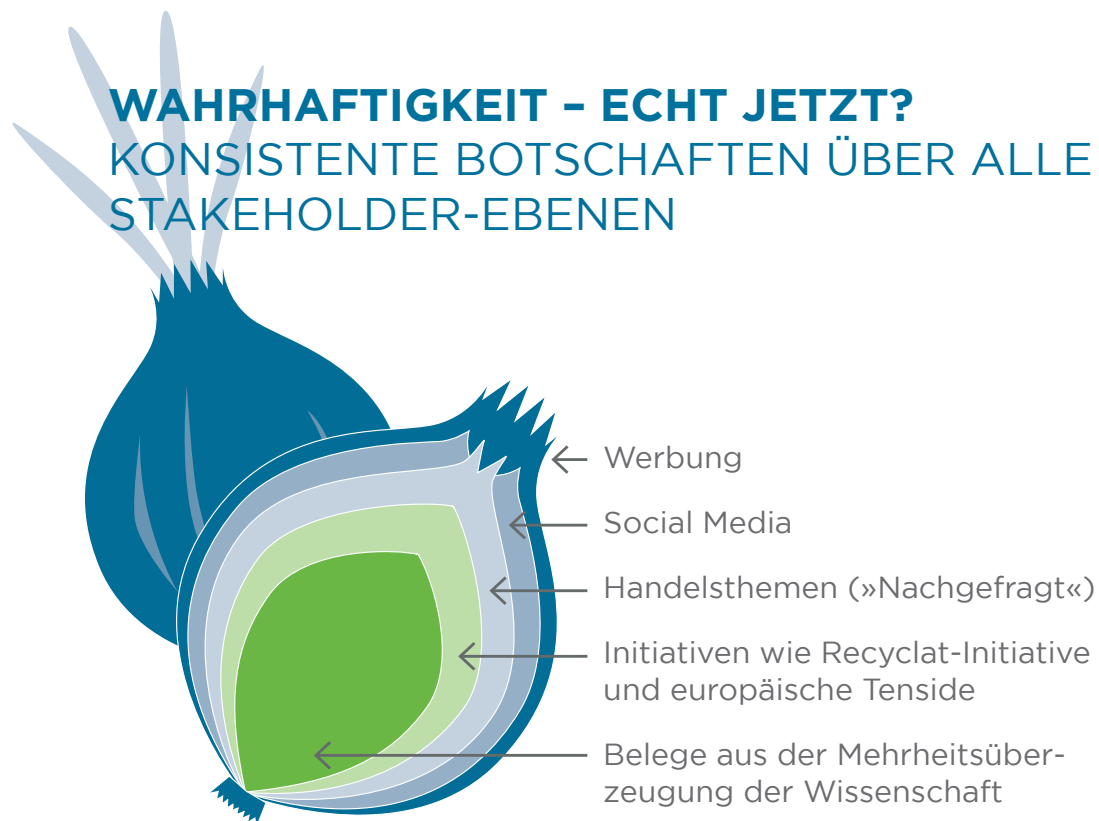 WAHRHAFTIGKEIT – ECHT JETZT?
KONSISTENTE BOTSCHAFTEN ÜBER ALLE
STAKEHOLDER-EBENEN
Werbung
Social Media
Handelsthemen (»Nachgefragt«)
Initiativen wie Recyclat-Initiative
und europäische Tenside
Belege aus der Mehrheitsüber-
zeugung der Wissenschaft